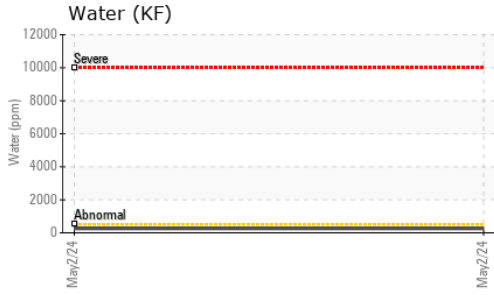 Water (KF)
12000
Severe
10000
8000
Water (ppm)
6000
4000
2000
Abnormal
0
May2/24
May2/24